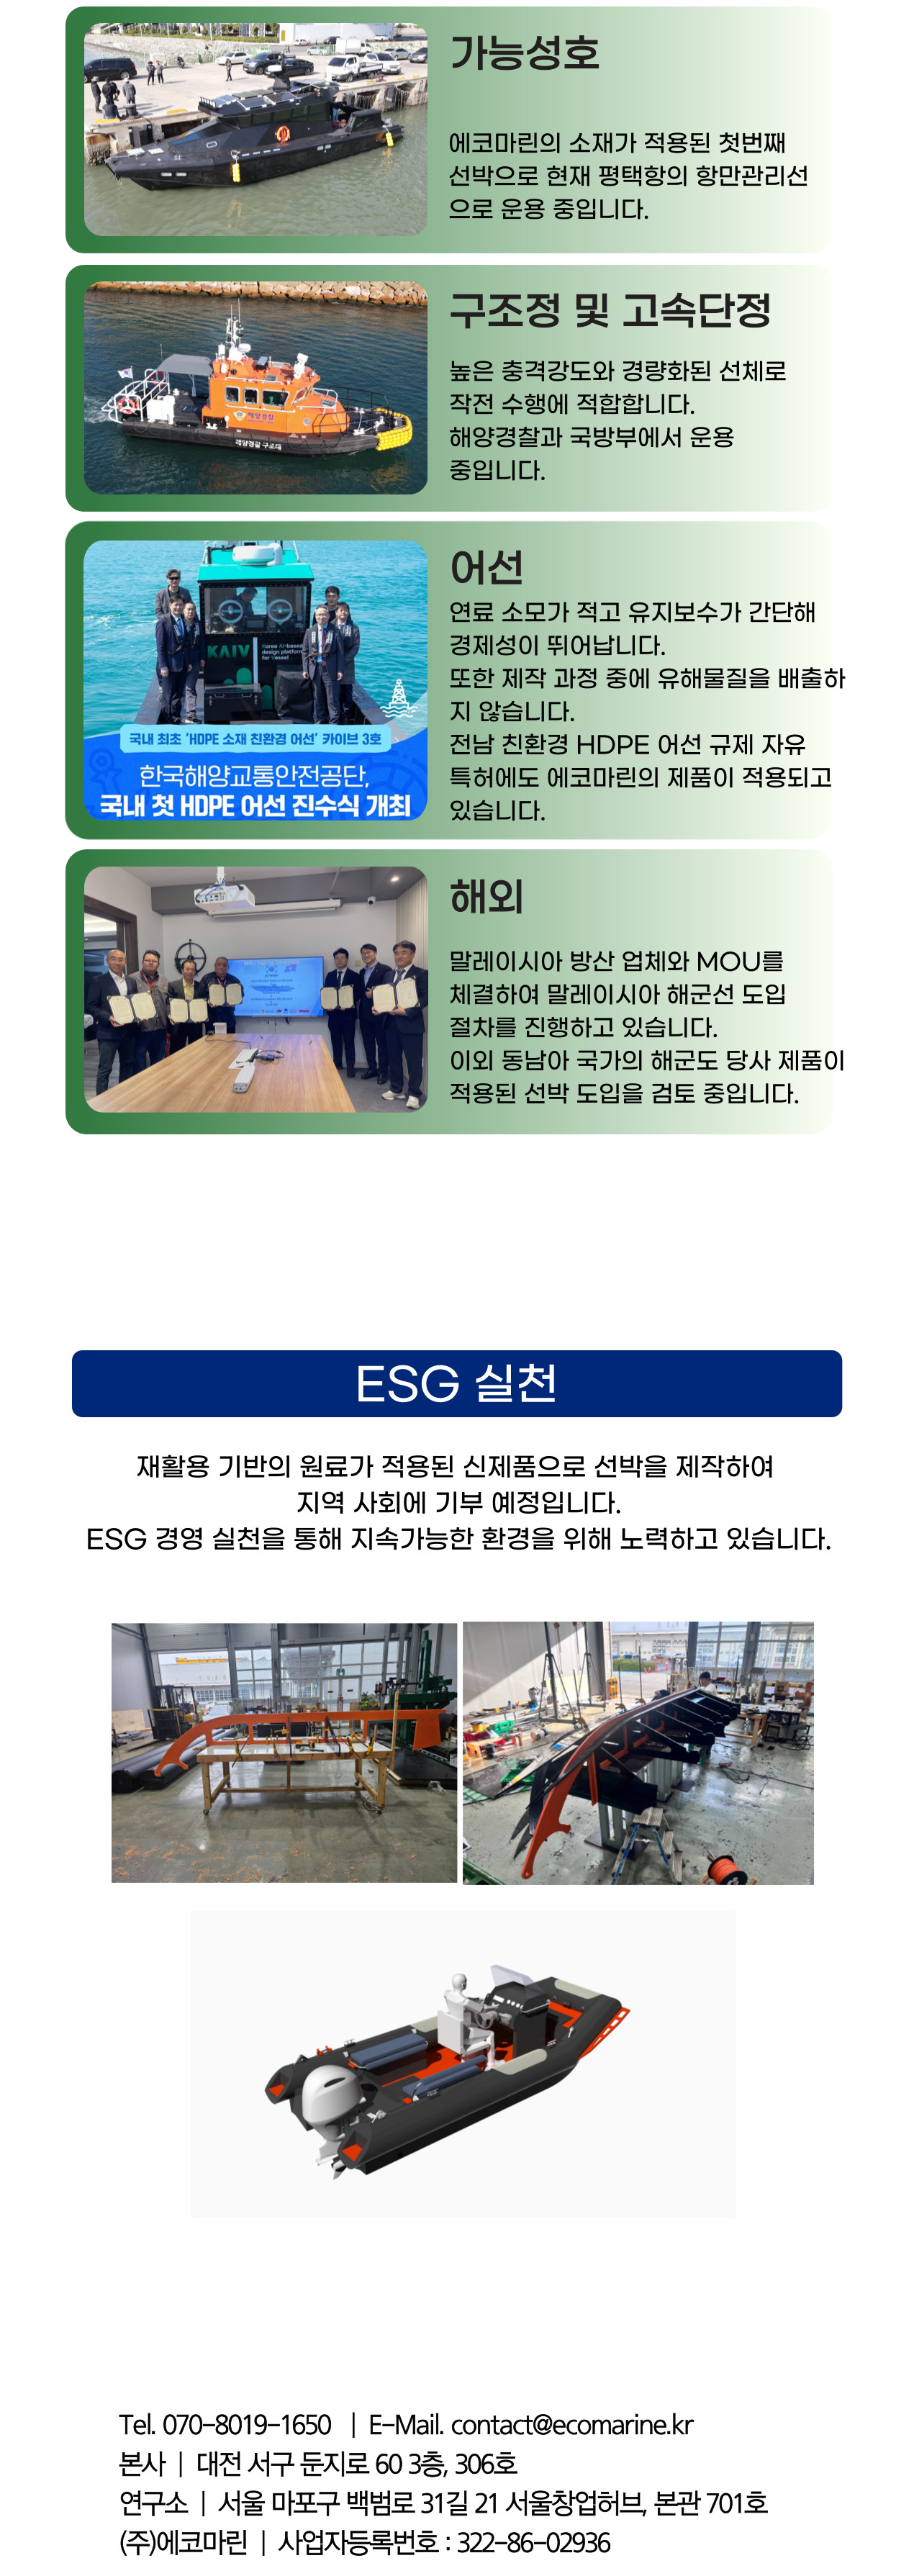 가능성호
에코마린의 소재가 적용된 첫번째
선박으로 현재 평택항의 항만관리선
으로 운용 중입니다.
구조정 및 고속단정
해양경찰
해양경찰 구조대
높은 충격강도와 경량화된 선체로
작전 수행에 적합합니다.
해양경찰과 국방부에서 운용
중입니다.
어선
KAIV
Korea AI-based
design platform
for Vessel
국내 최초 'HDPE 소재 친환경 어선' 카이브 3호
한국해양교통안전공단,
국내 첫 HDPE 어선 진수식 개최
연료 소모가 적고 유지보수가 간단해
경제성이 뛰어납니다.
또한 제작 과정 중에 유해물질을 배출하
지 않습니다.
전남 친환경 HDPE 어선 규제 자유
특허에도 에코마린의 제품이 적용되고
있습니다.
해외
말레이시아 방산 업체와 MOU를
체결하여 말레이시아 해군선 도입
절차를 진행하고 있습니다.
이외 동남아 국가의 해군도 당사 제품이
적용된 선박 도입을 검토 중입니다.
ESG 실천
재활용 기반의 원료가 적용된 신제품으로 선박을 제작하여
지역 사회에 기부 예정입니다.
ESG 경영 실천을 통해 지속가능한 환경을 위해 노력하고 있습니다.
Tel. 070-8019-1650 | E-Mail. contact@ecomarine.kr
본사 | 대전 서구 둔지로 60 3층, 306호
연구소 | 서울 마포구 백범로 31길 21 서울창업허브, 본관 701호
(주)에코마린 | 사업자등록번호 : 322-86-02936